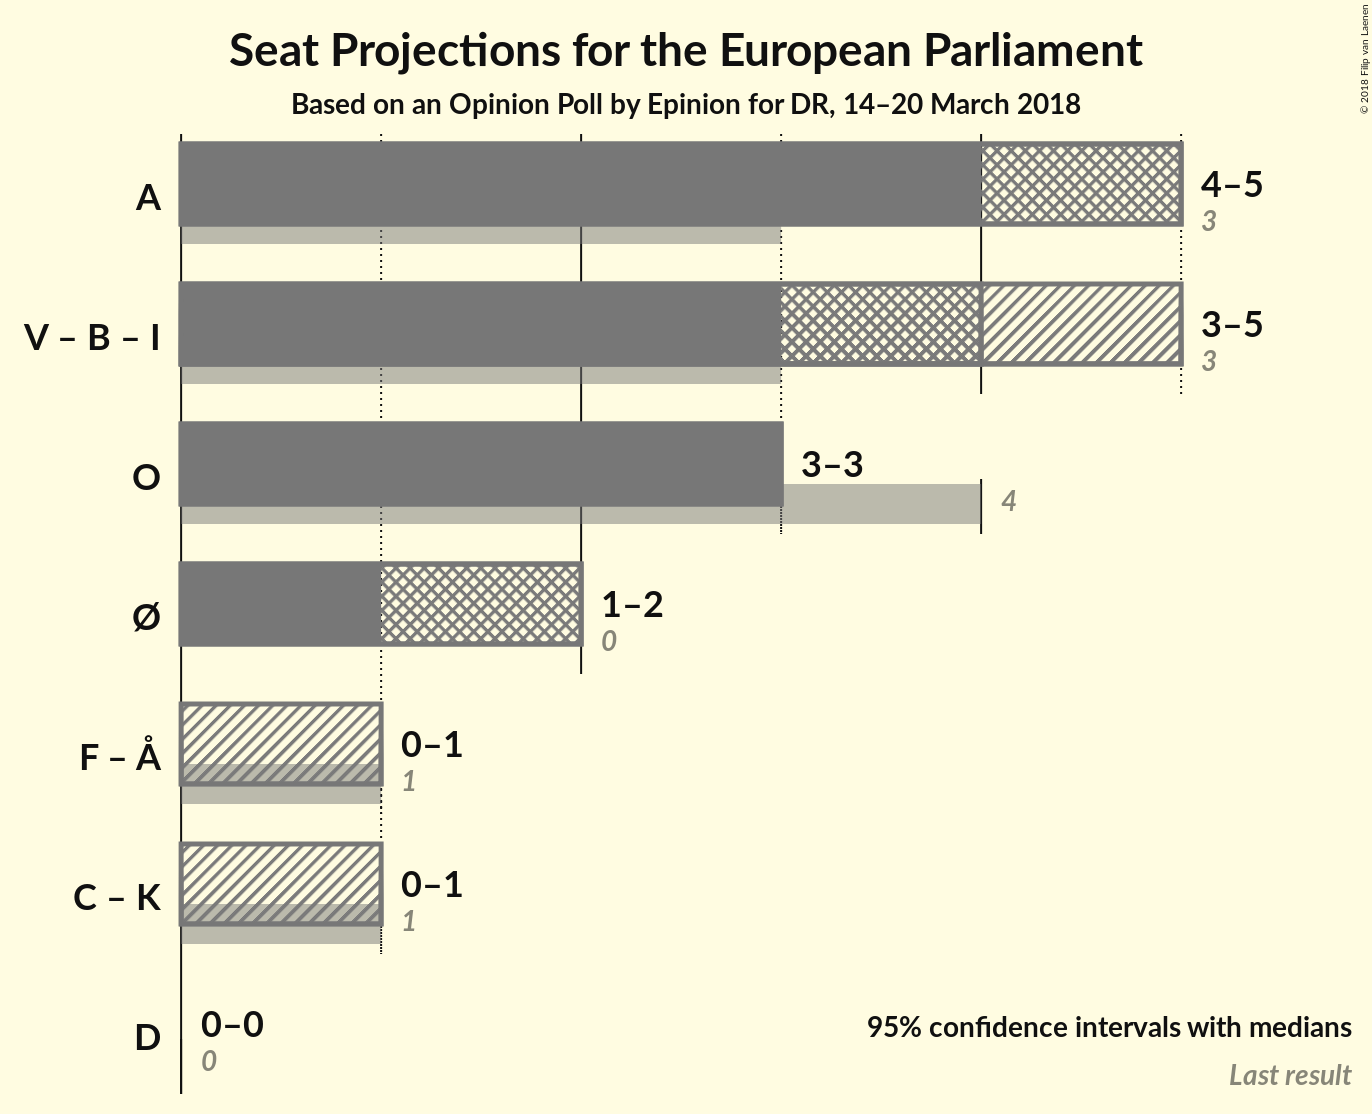 Seat Projections for the European Parliament
Based on an Opinion Poll by Epinion for DR, 14–20 March 2018
© 2018 Filip van Laenen
A
4–5
3
V – B – I
3–5
3
O
3–3
4
Ø
1–2
0
F – Å
0–1
1
C – K
0–1
1
D
0–0
0
95% confidence intervals with medians
Last result